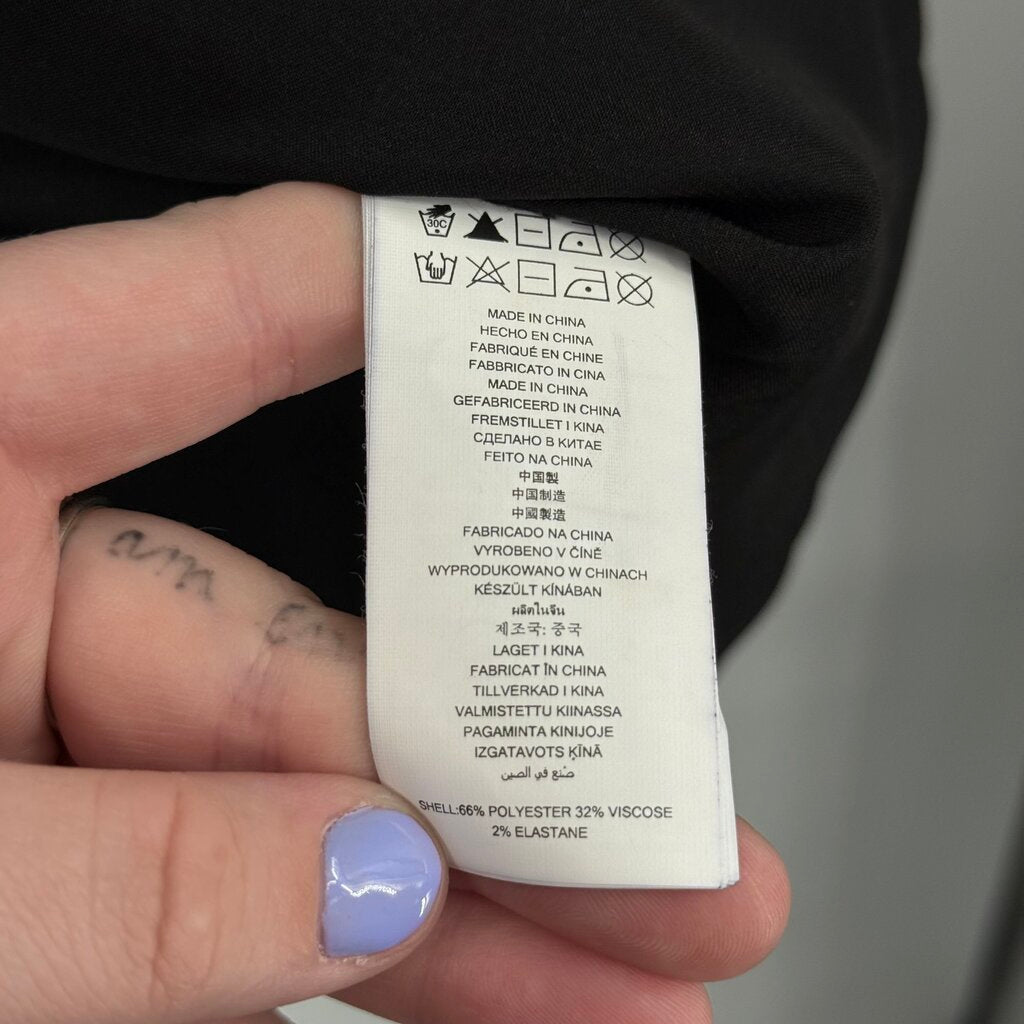 30C
MADE IN CHINA
HECHO EN CHINA
FABRIQUÉ EN CHINE
FABBRICATO IN CINA
MADE IN CHINA
GEFABRICEERD IN CHINA
FREMSTILLET I KINA
СДЕЛАНО В КИТАЕ
FEITO NA CHINA
中国製
中国制造
中國製造
FABRICADO NA CHINA
VYROBENO V ČÍNĚ
WYPRODUKOWANO W CHINACH
KÉSZÜLT KÍNÁBAN
ผลิตในจีน
제조국: 중국
LAGET I KINA
FABRICAT ÎN CHINA
TILLVERKAD I KINA
VALMISTETTU KIINASSA
PAGAMINTA KINIJOJE
IZGATAVOTS ĶĪNĀ
صنع في الصين
SHELL:66% POLYESTER 32% VISCOSE
2% ELASTANE